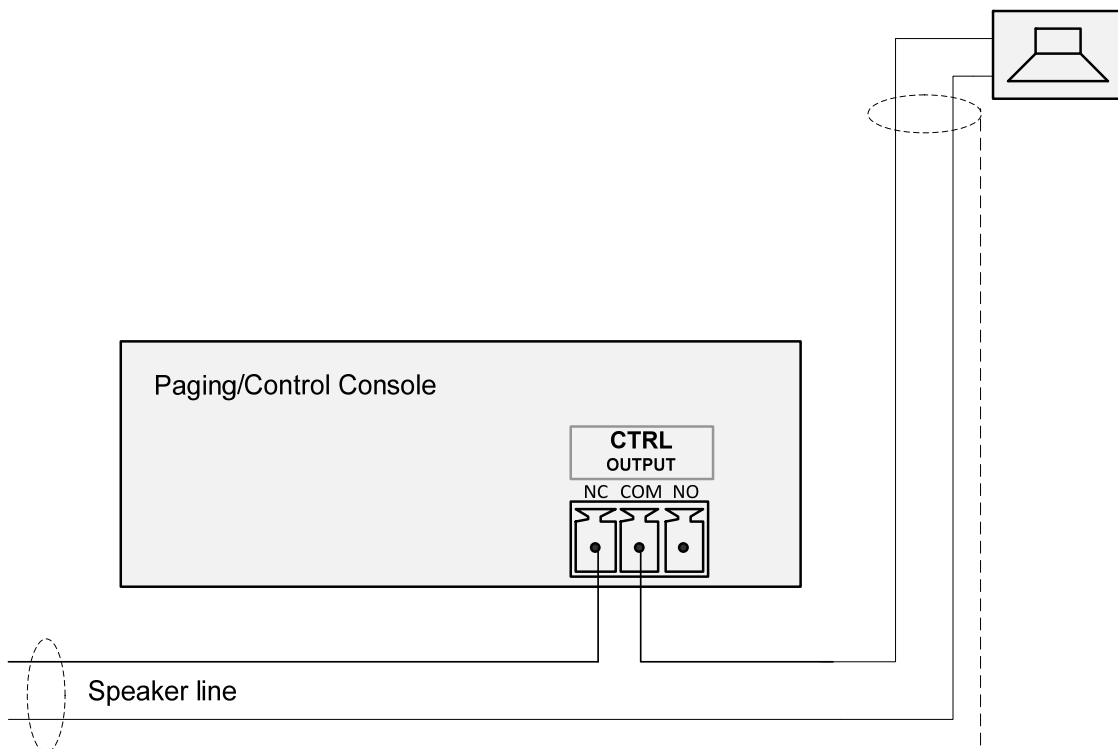 Paging/Control Console
CTRL
OUTPUT
NC COM NO
Speaker line